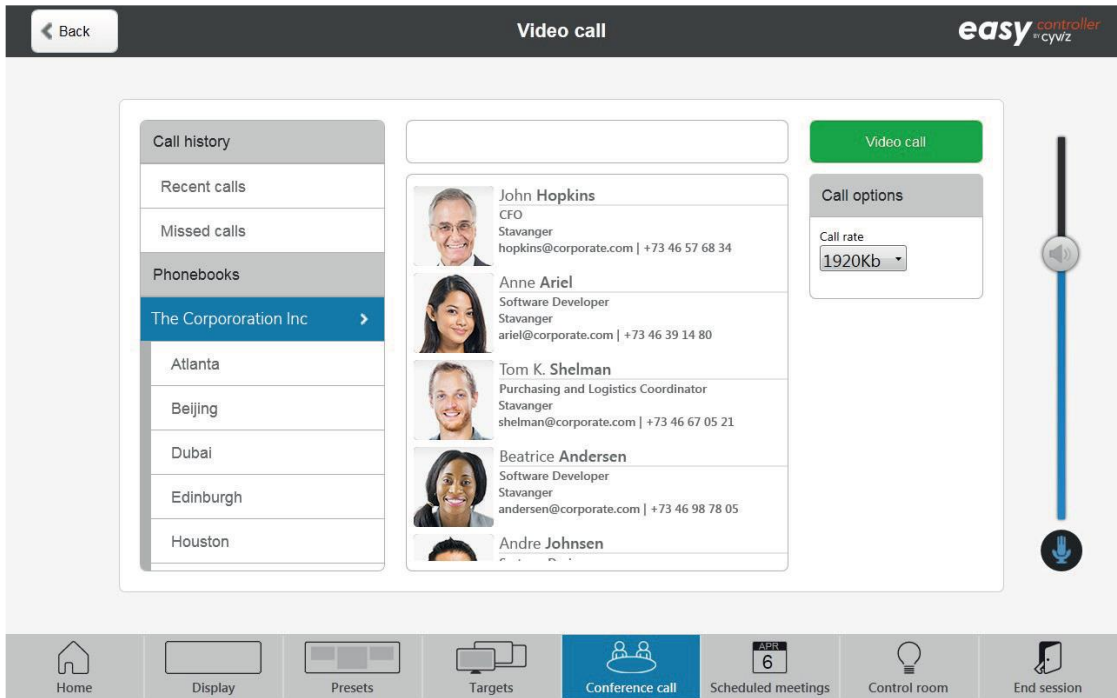 Back
Video call
easy controller
BY cyviz
Call history
Recent calls
Missed calls
Phonebooks
The Corpororation Inc
Atlanta
Beijing
Dubai
Edinburgh
Houston
John Hopkins
CFO
Stavanger
hopkins@corporate.com | +73 46 57 68 34
Anne Ariel
Software Developer
Stavanger
ariel@corporate.com | +73 46 39 14 80
Tom K. Shelman
Purchasing and Logistics Coordinator
Stavanger
shelman@corporate.com | +73 46 67 05 21
Beatrice Andersen
Software Developer
Stavanger
andersen@corporate.com | +73 46 98 78 05
Andre Johnsen
Video call
Call options
Call rate
1920Kb
Home
Display
Presets
Targets
Conference call
APR
6
Scheduled meetings
Control room
End session